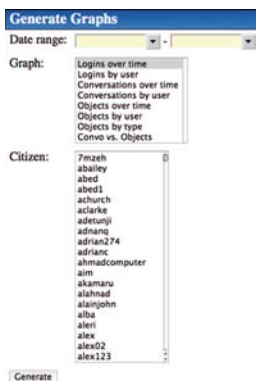 Generate Graphs
Date range: -
Graph:
Logins over time
Logins by user
Conversations over time
Conversations by user
Objects over time
Objects by user
Objects by type
Convo vs. Objects
Citizen:
7mzeh
abailey
abed
abed1
achurch
aclarke
adetunji
adnanq
adrian274
adrianc
ahmadcomputer
aim
akamaru
alahnad
alainjohn
alba
aleri
alex
alex02
alex123
Generate